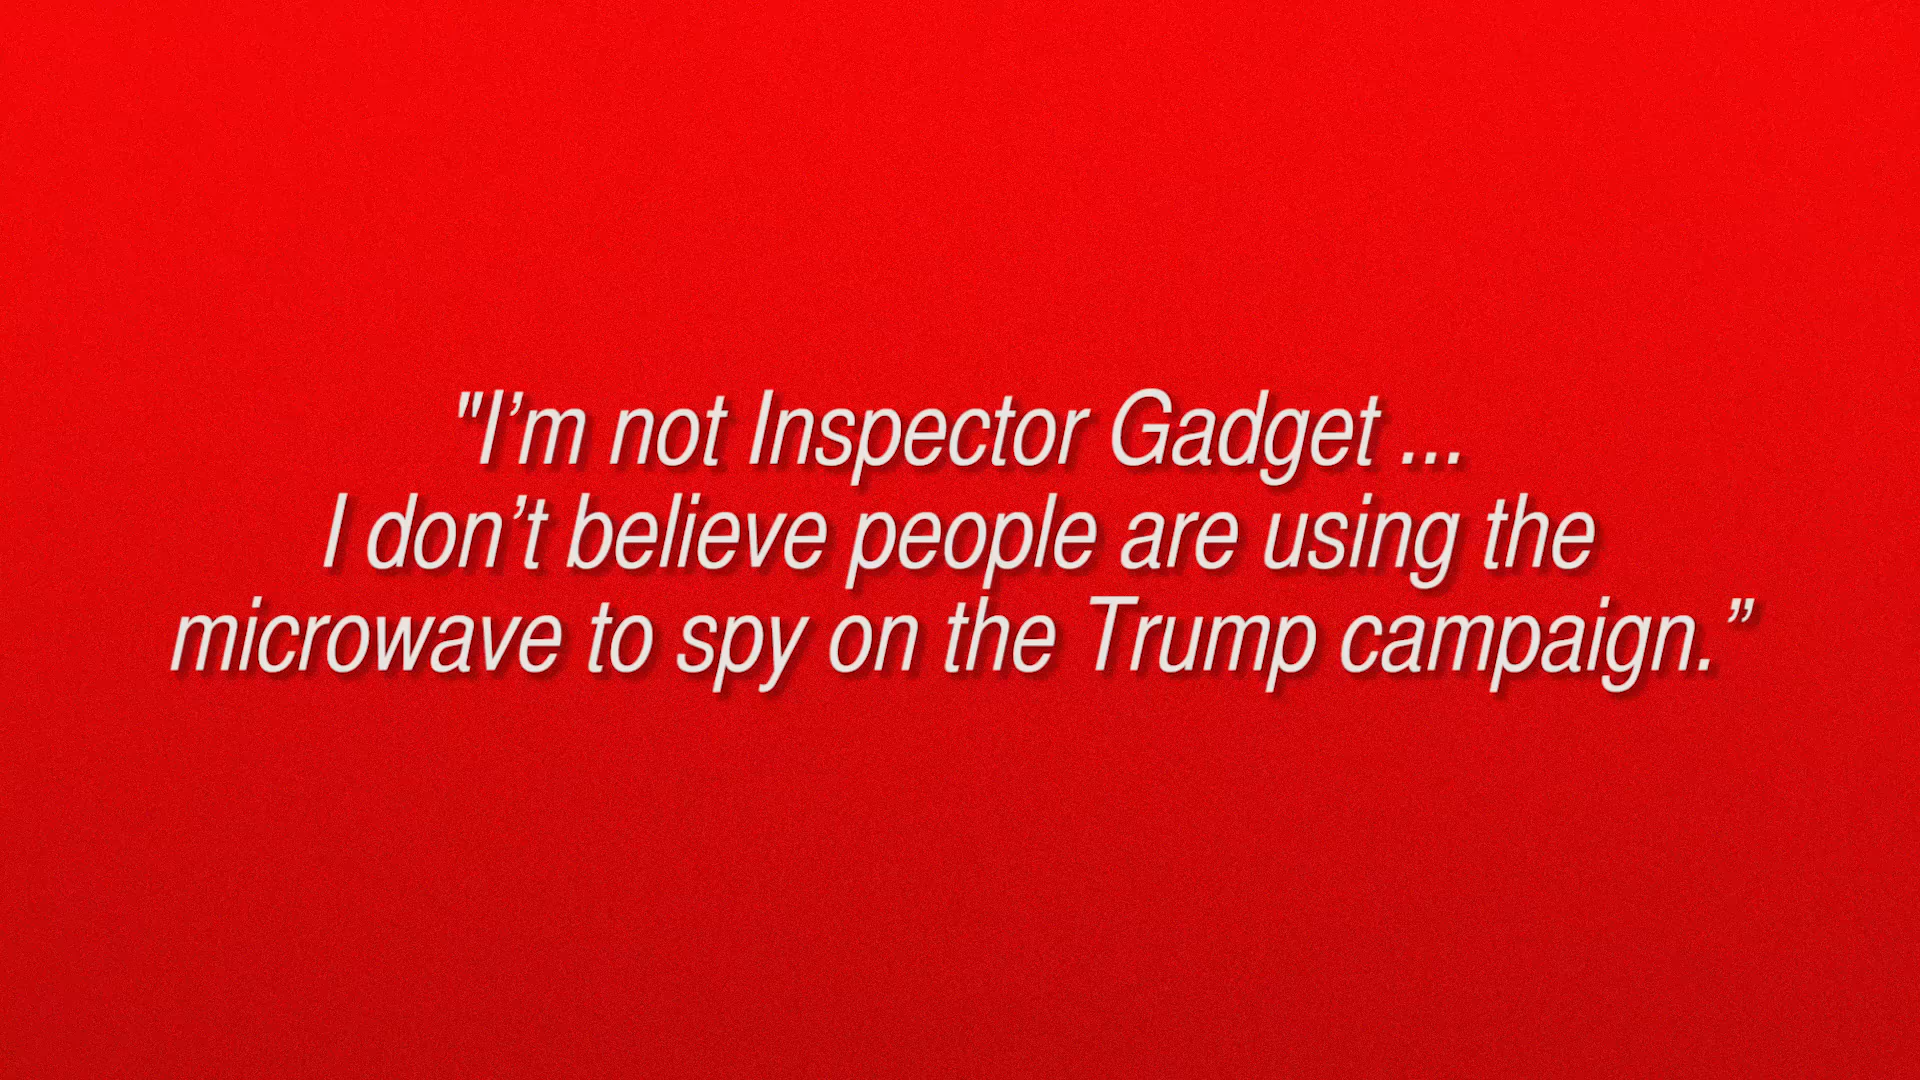 "I’m not Inspector Gadget ...
I don’t believe people are using the
microwave to spy on the Trump campaign.”